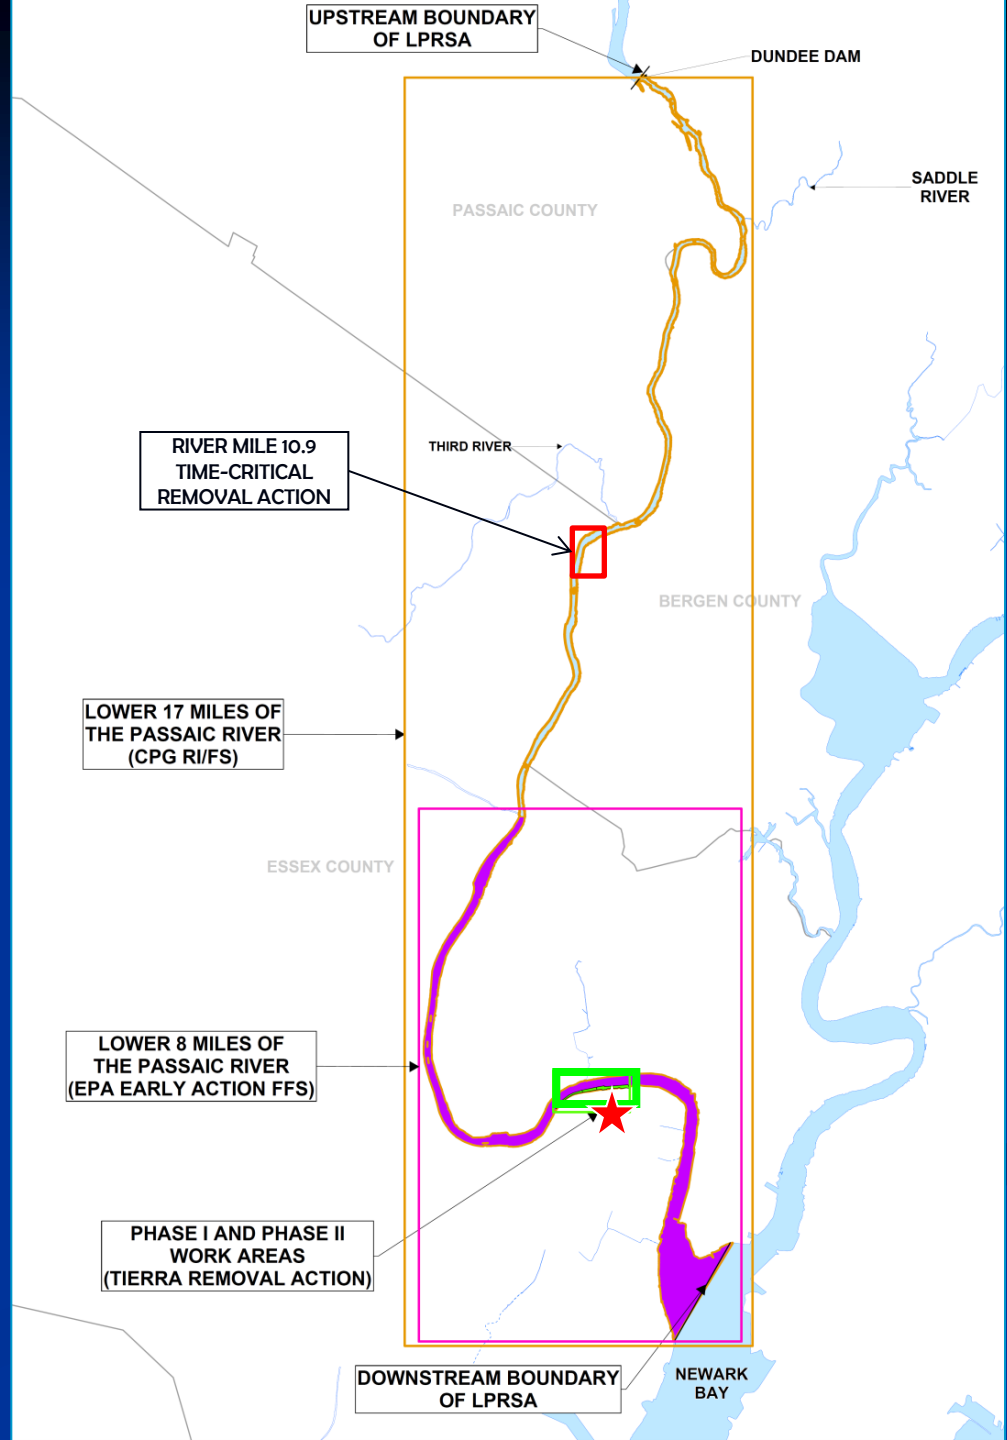 UPSTREAM BOUNDARY
OF LPRSA
DUNDEE DAM
SADDLE
RIVER
PASSAIC COUNTY
RIVER MILE 10.9
TIME-CRITICAL
REMOVAL ACTION
THIRD RIVER
BERGEN COUNTY
LOWER 17 MILES OF
THE PASSAIC RIVER
(CPG RI/FS)
ESSEX COUNTY
LOWER 8 MILES OF
THE PASSAIC RIVER
(EPA EARLY ACTION FFS)
PHASE I AND PHASE II
WORK AREAS
(TIERRA REMOVAL ACTION)
DOWNSTREAM BOUNDARY
OF LPRSA
NEWARK
BAY